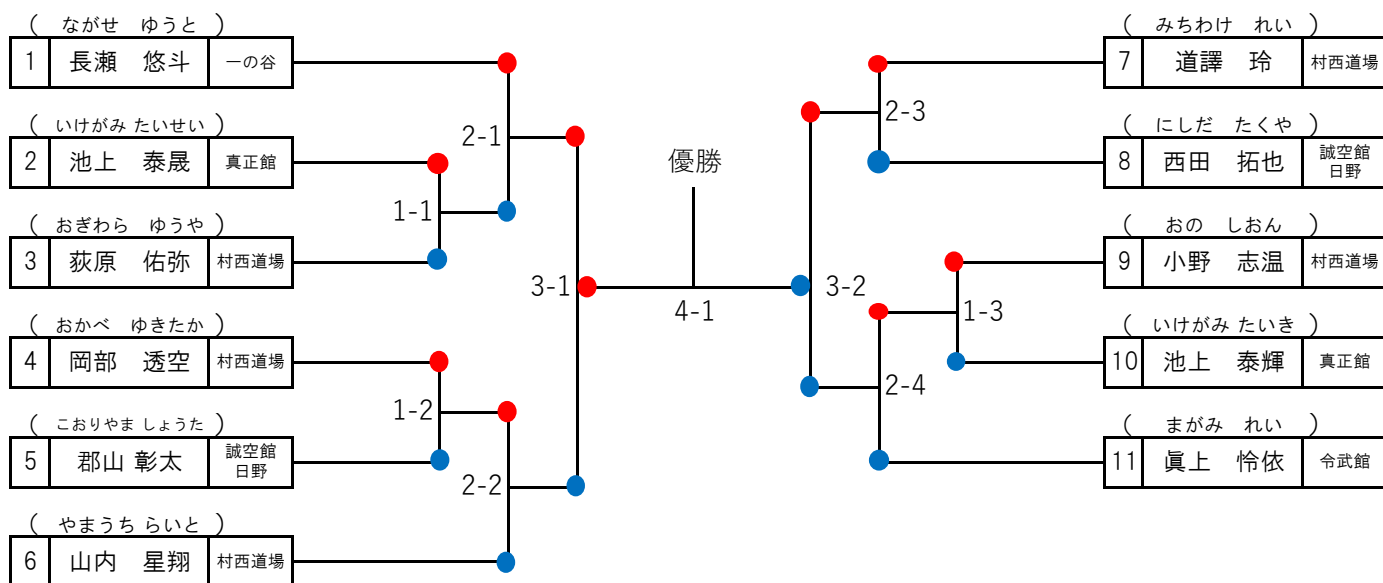 ( ながせ ゆうと )
1 長瀬 悠斗 一の谷
( いけがみ たいせい )
2 池上 泰晟 真正館
( おぎわら ゆうや )
3 荻原 佑弥 村西道場
( おかべ ゆきたか )
4 岡部 透空 村西道場
( こおりやま しょうた )
5 郡山 彰太 誠空館
日野
( やまうち らいと )
6 山内 星翔 村西道場
2-1
1-1
3-1
1-2
2-2
優勝
4-1
2-3
3-2
1-3
2-4
( みちわけ れい )
7 道譯 玲 村西道場
( にしだ たくや )
8 西田 拓也 誠空館
日野
( おの しおん )
9 小野 志温 村西道場
( いけがみ たいき )
10 池上 泰輝 真正館
( まがみ れい )
11 眞上 怜依 令武館